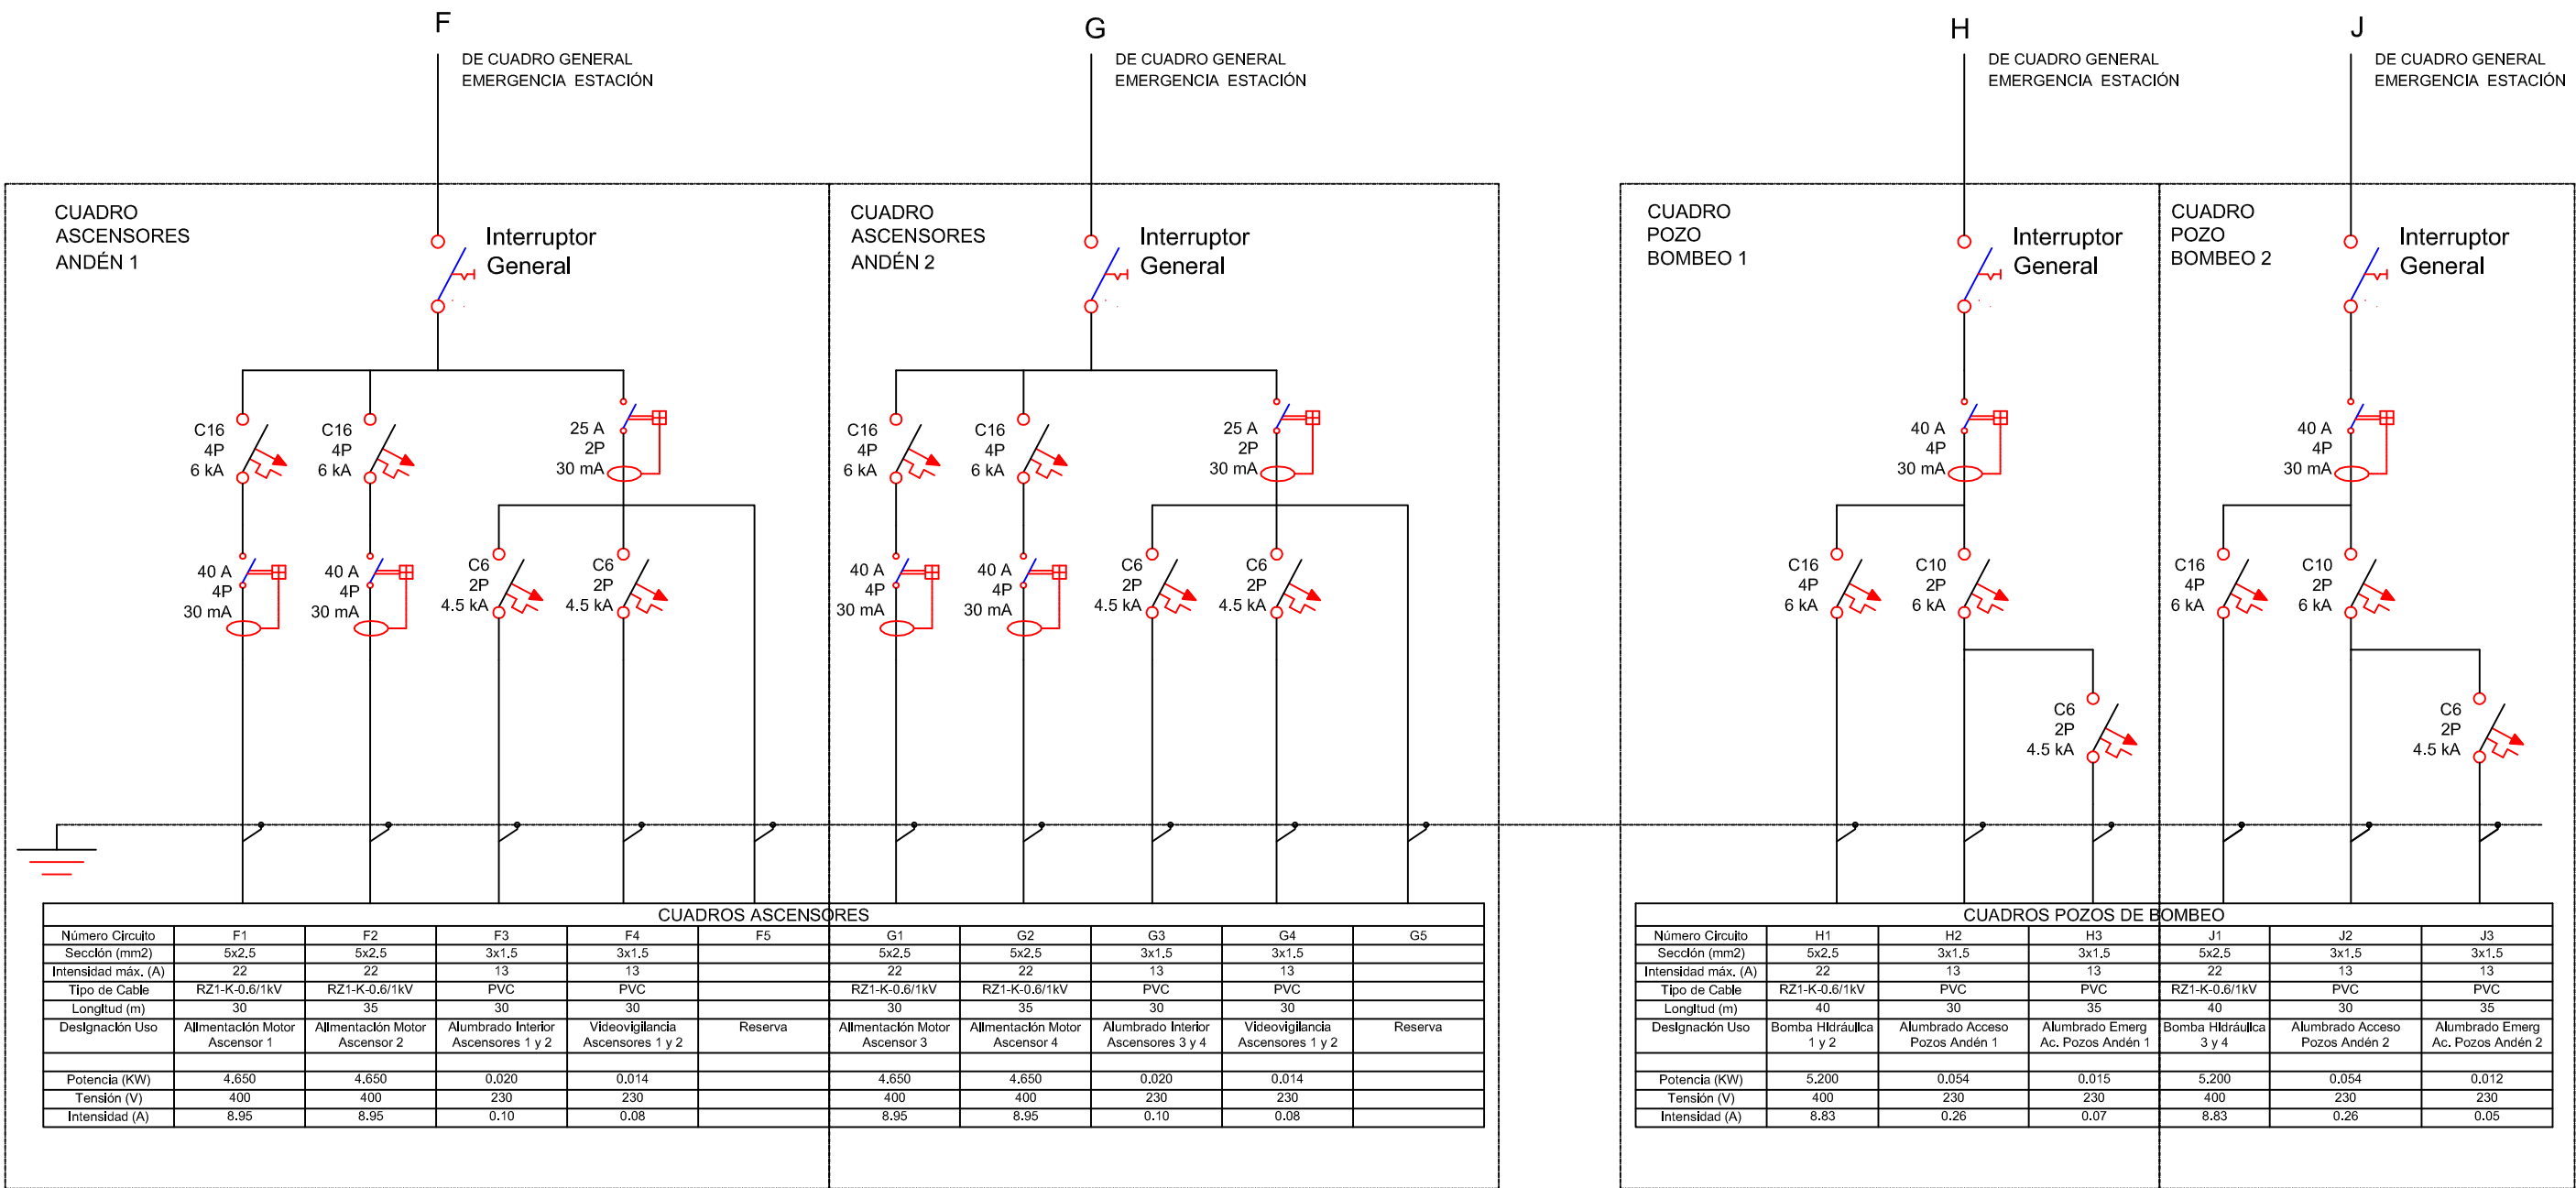 F
DE CUADRO GENERAL
EMERGENCIA ESTACIÓN
G
DE CUADRO GENERAL
EMERGENCIA ESTACIÓN
H
DE CUADRO GENERAL
EMERGENCIA ESTACIÓN
J
DE CUADRO GENERAL
EMERGENCIA ESTACIÓN
CUADRO
ASCENSORES
ANDÉN 1
Interruptor
General
C16
4P
6 kA
C16
4P
6 kA
25 A
2P
30 mA
40 A
4P
30 mA
40 A
4P
30 mA
C6
2P
4.5 kA
C6
2P
4.5 kA
CUADRO
ASCENSORES
ANDÉN 2
Interruptor
General
C16
4P
6 kA
C16
4P
6 kA
25 A
2P
30 mA
40 A
4P
30 mA
40 A
4P
30 mA
C6
2P
4.5 kA
C6
2P
4.5 kA
CUADRO
POZO
BOMBEO 1
Interruptor
General
40 A
4P
30 mA
C16
4P
6 kA
C10
2P
6 kA
C6
2P
4.5 kA
CUADRO
POZO
BOMBEO 2
Interruptor
General
40 A
4P
30 mA
C16
4P
6 kA
C10
2P
6 kA
C6
2P
4.5 kA
CUADROS ASCENSORES
Número Circuito F1 F2 F3 F4 F5 G1 G2 G3 G4 G5
Sección (mm2) 5x2.5 5x2.5 3x1.5 3x1.5 5x2.5 5x2.5 3x1.5 3x1.5
Intensidad máx. (A) 22 22 13 13 22 22 13 13
Tipo de Cable RZ1-K-0.6/1kV RZ1-K-0.6/1kV PVC PVC RZ1-K-0.6/1kV RZ1-K-0.6/1kV PVC PVC
Longitud (m) 30 35 30 30 30 35 30 30
Designación Uso Alimentación Motor Alimentación Motor Alumbrado Interior Videovigilancia Reserva Alimentación Motor Alimentación Motor Alumbrado Interior Videovigilancia Reserva
Ascensor 1 Ascensor 2 Ascensores 1 y 2 Ascensores 1 y 2 Ascensor 3 Ascensor 4 Ascensores 3 y 4 Ascensores 1 y 2
Potencia (KW) 4.650 4.650 0.020 0.014 4.650 4.650 0.020 0.014
Tensión (V) 400 400 230 230 400 400 230 230
Intensidad (A) 8.95 8.95 0.10 0.08 8.95 8.95 0.10 0.08
CUADROS POZOS DE BOMBEO
Número Circuito H1 H2 H3 J1 J2 J3
Sección (mm2) 5x2.5 3x1.5 3x1.5 5x2.5 3x1.5 3x1.5
Intensidad máx. (A) 22 13 13 22 13 13
Tipo de Cable RZ1-K-0.6/1kV PVC PVC RZ1-K-0.6/1kV PVC PVC
Longitud (m) 40 30 35 40 30 35
Designación Uso Bomba Hidráulica Alumbrado Acceso Alumbrado Emerg Bomba Hidráulica Alumbrado Acceso Alumbrado Emerg
1 y 2 Pozos Andén 1 Ac. Pozos Andén 1 3 y 4 Pozos Andén 2 Ac. Pozos Andén 2
Potencia (KW) 5.200 0.054 0.015 5.200 0.054 0.012
Tensión (V) 400 230 230 400 230 230
Intensidad (A) 8.83 0.26 0.07 8.83 0.26 0.05